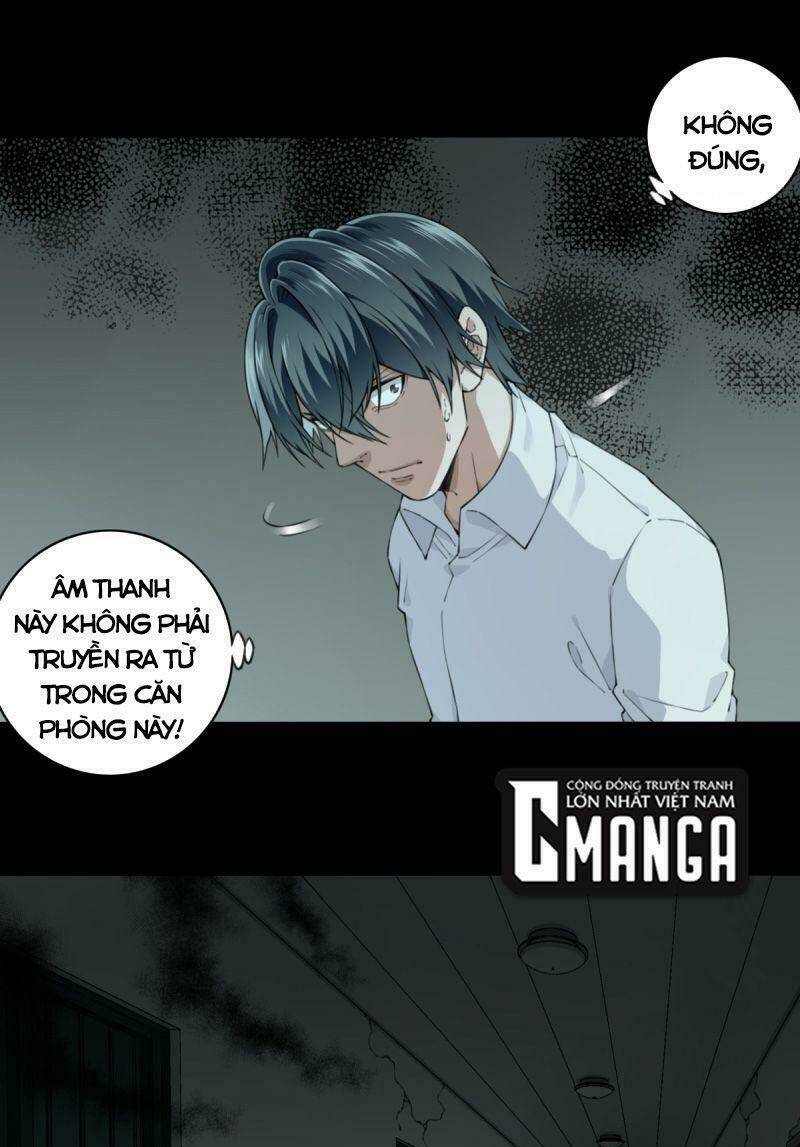 KHÔNG
ĐÚNG,
ÂM THANH
NÀY KHÔNG PHẢI
TRUYỀN RA TỪ
TRONG CĂN
PHÒNG NÀY!
CỘNG ĐỒNG TRUYỆN TRANH
LỚN NHẤT VIỆT NAM
CMANGA